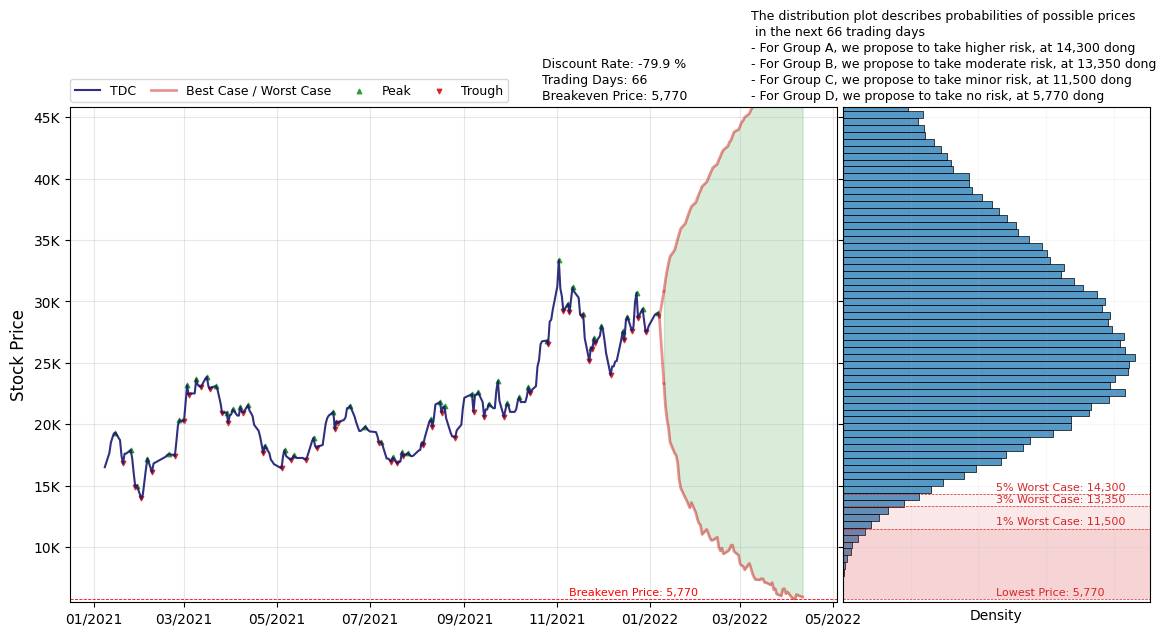 The distribution plot describes probabilities of possible prices
in the next 66 trading days
- For Group A, we propose to take higher risk, at 14,300 dong
- For Group B, we propose to take moderate risk, at 13,350 dong
- For Group C, we propose to take minor risk, at 11,500 dong
- For Group D, we propose to take no risk, at 5,770 dong
Discount Rate: -79.9 %
Trading Days: 66
Breakeven Price: 5,770
TDC Best Case / Worst Case Peak Trough
45K
40K
35K
30K
25K
20K
15K
10K
Stock Price
5% Worst Case: 14,300
3% Worst Case: 13,350
1% Worst Case: 11,500
Breakeven Price: 5,770
Lowest Price: 5,770
01/2021 03/2021 05/2021 07/2021 09/2021 11/2021 01/2022 03/2022 05/2022
Density